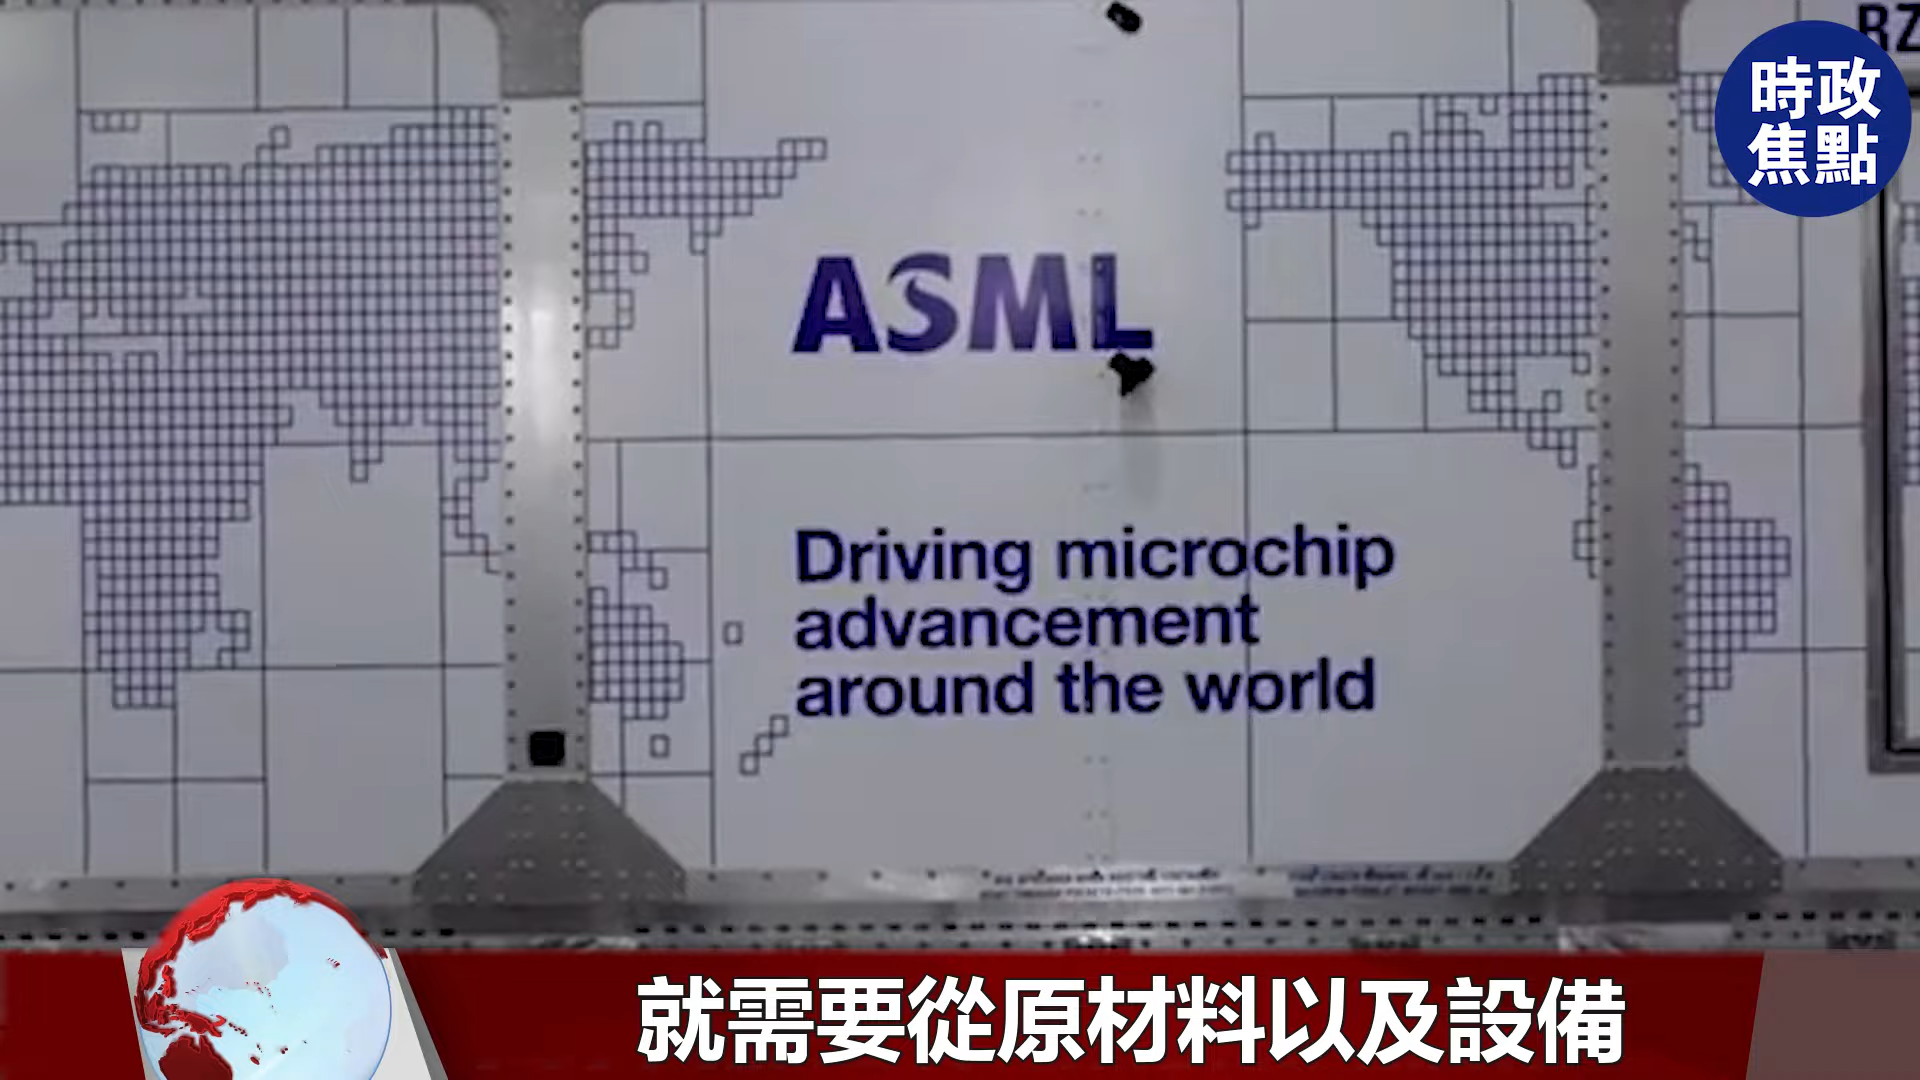 RZ
時政
焦點
ASML
Driving microchip
advancement
around the world
就需要從原材料以及設備